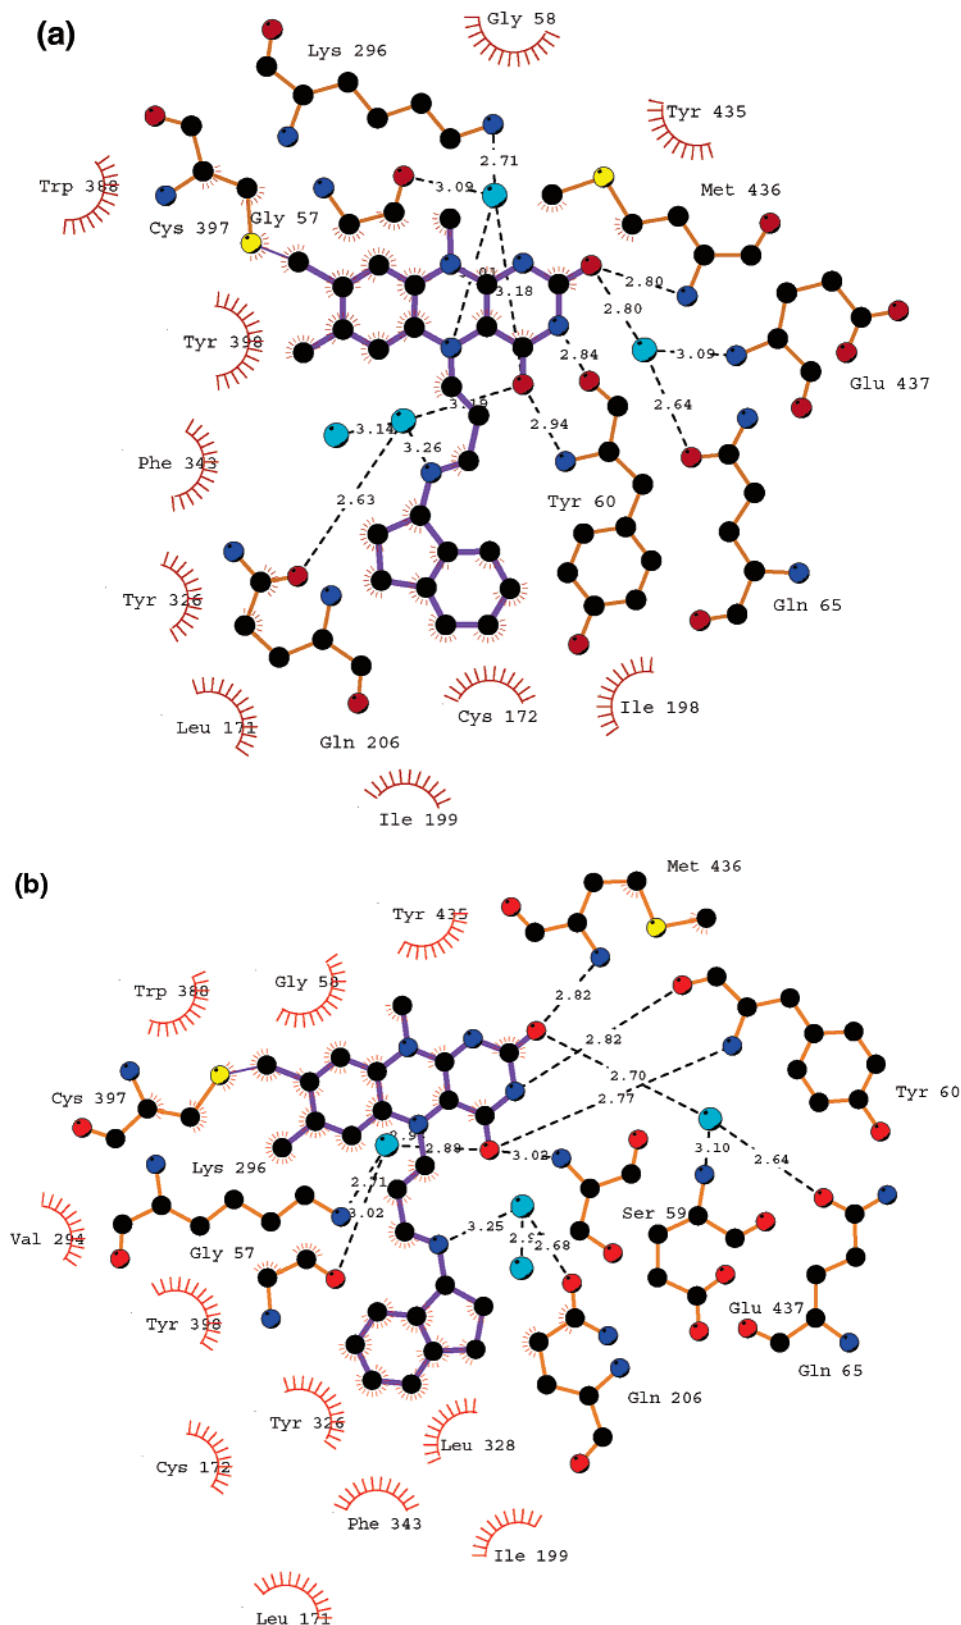 (a)
Gly 58
Lys 296
Tyr 435
2.71
Trp 388
3.09
Met 436
Cys 397
Gly 57
2.80
3.18
2.80
Tyr 398
2.84
3.09
Glu 437
3.19
2.64
3.14
2.94
3.26
Phe 343
2.63
Tyr 60
Tyr 326
Gln 65
Leu 171
Cys 172
Ile 198
Gln 206
Ile 199
(b)
Met 436
Tyr 435
Gly 58
Trp 388
2.82
2.82
Cys 397
2.70
Tyr 60
2.77
2.88
3.02
3.10
2.64
Lys 296
2.71
3.02
Ser 59
Val 294
Gly 57
3.25
2.68
Tyr 398
Glu 437
Gln 65
Gln 206
Tyr 326
Leu 328
Cys 172
Phe 343
Ile 199
Leu 171